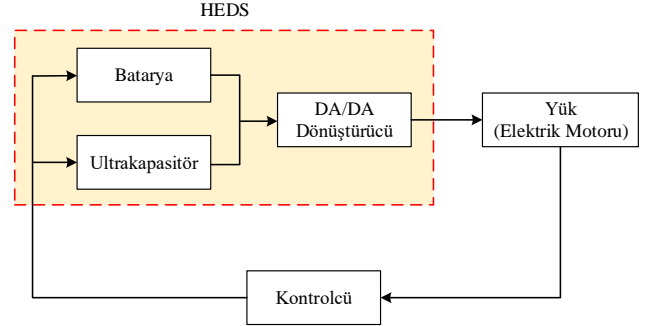 HEDS
Batarya
Ultrakapasitör
DA/DA
Dönüştürücü
Yük
(Elektrik Motoru)
Kontrolcü